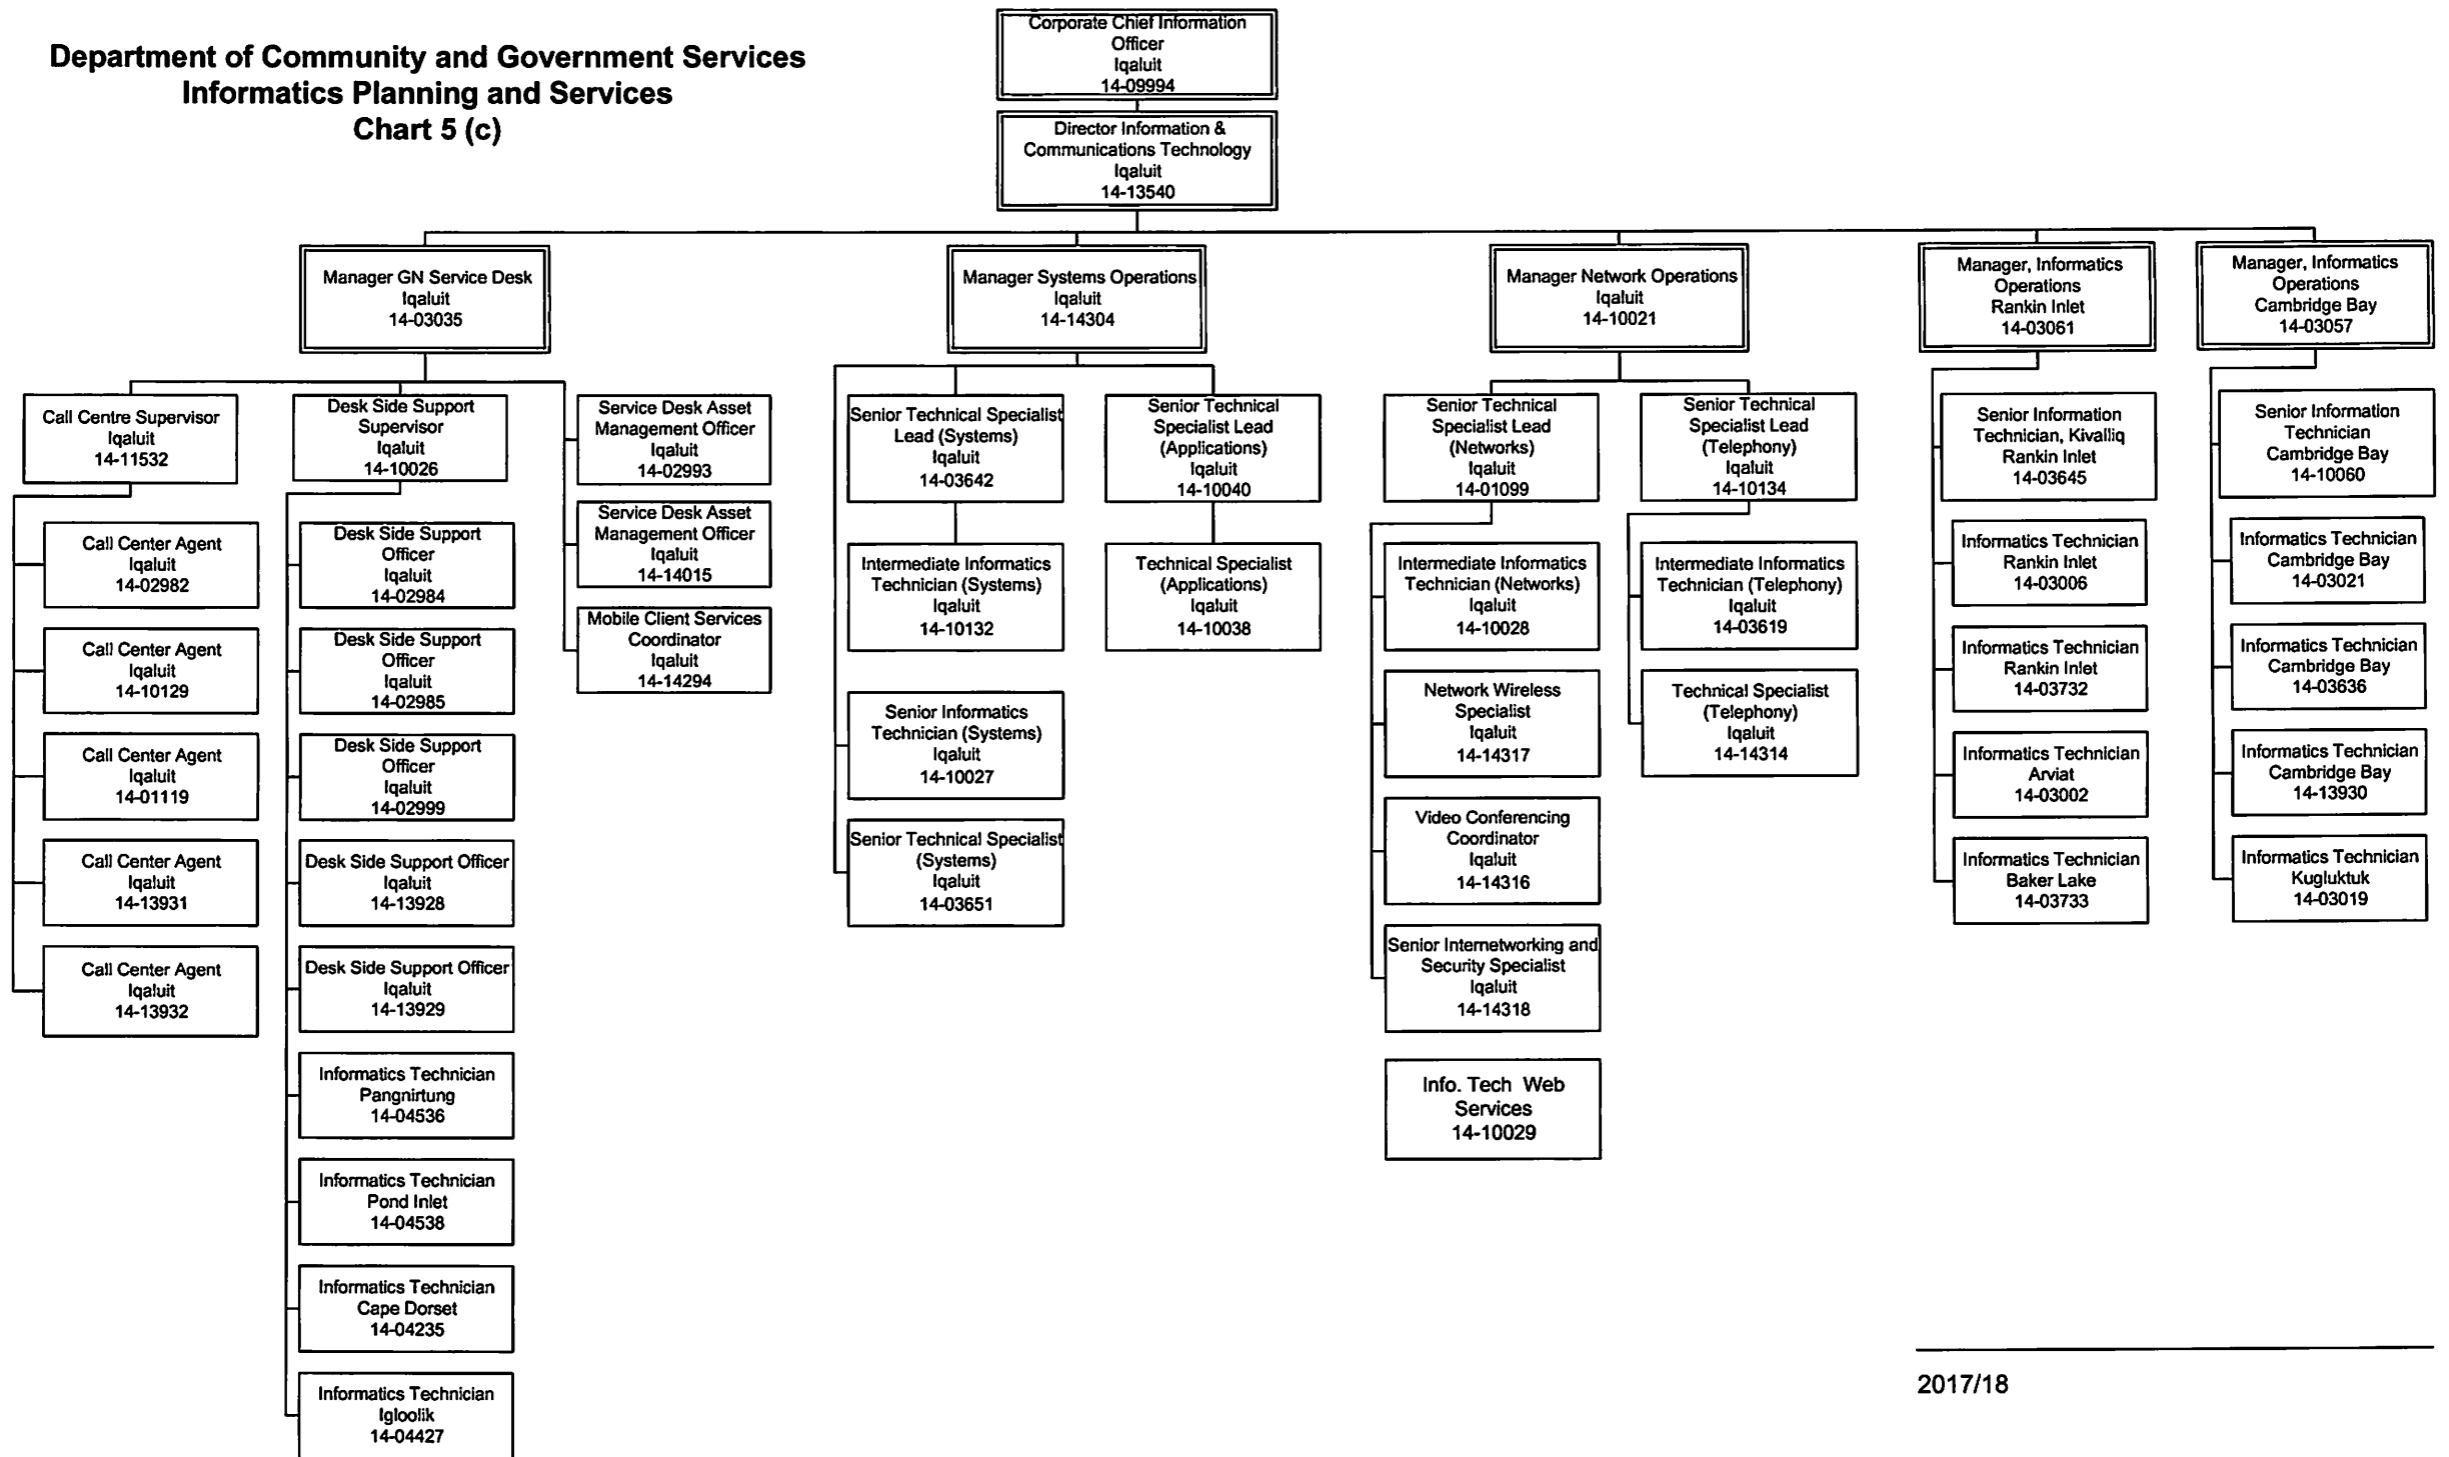 Department of Community and Government Services
Informatics Planning and Services
Chart 5 (c)
Corporate Chief Information
Officer
Iqaluit
14-09994
Director Information &
Communications Technology
Iqaluit
14-13540
Manager GN Service Desk
Iqaluit
14-03035
Manager Systems Operations
Iqaluit
14-14304
Manager Network Operations
Iqaluit
14-10021
Manager, Informatics
Operations
Rankin Inlet
14-03061
Manager, Informatics
Operations
Cambridge Bay
14-03057
Call Centre Supervisor
Iqaluit
14-11532
Call Center Agent
Iqaluit
14-02982
Call Center Agent
Iqaluit
14-10129
Call Center Agent
Iqaluit
14-01119
Call Center Agent
Iqaluit
14-13931
Call Center Agent
Iqaluit
14-13932
Desk Side Support
Supervisor
Iqaluit
14-10026
Desk Side Support
Officer
Iqaluit
14-02984
Desk Side Support
Officer
Iqaluit
14-02985
Desk Side Support
Officer
Iqaluit
14-02999
Desk Side Support Officer
Iqaluit
14-13928
Desk Side Support Officer
Iqaluit
14-13929
Informatics Technician
Pangnirtung
14-04536
Informatics Technician
Pond Inlet
14-04538
Informatics Technician
Cape Dorset
14-04235
Informatics Technician
Igloolik
14-04427
Service Desk Asset
Management Officer
Iqaluit
14-02993
Service Desk Asset
Management Officer
Iqaluit
14-14015
Mobile Client Services
Coordinator
Iqaluit
14-14294
Senior Technical Specialist
Lead (Systems)
Iqaluit
14-03642
Intermediate Informatics
Technician (Systems)
Iqaluit
14-10132
Senior Informatics
Technician (Systems)
Iqaluit
14-10027
Senior Technical Specialist
(Systems)
Iqaluit
14-03651
Senior Technical
Specialist Lead
(Applications)
Iqaluit
14-10040
Technical Specialist
(Applications)
Iqaluit
14-10038
Senior Technical
Specialist Lead
(Networks)
Iqaluit
14-01099
Intermediate Informatics
Technician (Networks)
Iqaluit
14-10028
Network Wireless
Specialist
Iqaluit
14-14317
Video Conferencing
Coordinator
Iqaluit
14-14316
Senior Internetworking and
Security Specialist
Iqaluit
14-14318
Info. Tech Web
Services
14-10029
Senior Technical
Specialist Lead
(Telephony)
Iqaluit
14-10134
Intermediate Informatics
Technician (Telephony)
Iqaluit
14-03619
Technical Specialist
(Telephony)
Iqaluit
14-14314
Senior Information
Technician, Kivalliq
Rankin Inlet
14-03645
Informatics Technician
Rankin Inlet
14-03006
Informatics Technician
Rankin Inlet
14-03732
Informatics Technician
Arviat
14-03002
Informatics Technician
Baker Lake
14-03733
Senior Information
Technician
Cambridge Bay
14-10060
Informatics Technician
Cambridge Bay
14-03021
Informatics Technician
Cambridge Bay
14-03636
Informatics Technician
Cambridge Bay
14-13930
Informatics Technician
Kugluktuk
14-03019
2017/18